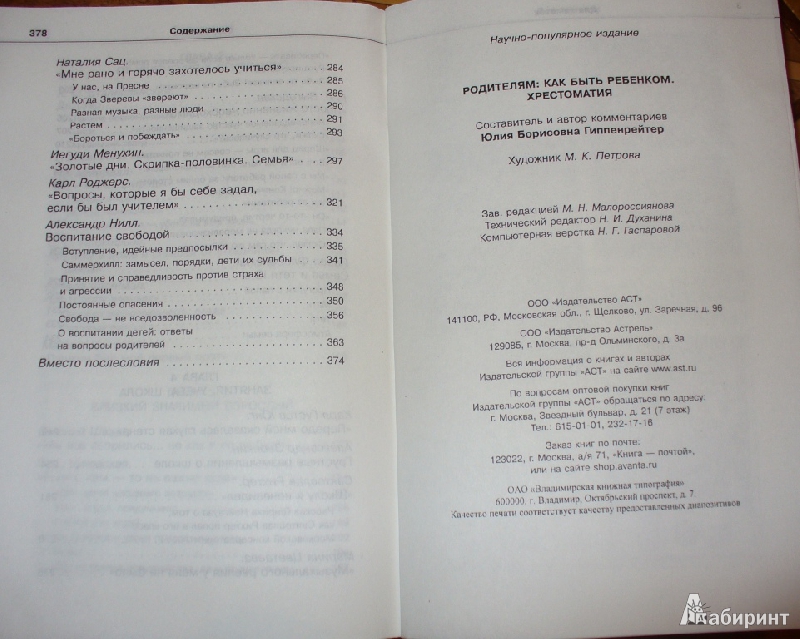 378 Содержание
Наталия Сац.
«Мне рано и горячо захотелось учиться» 284
У нас, на Пресне 285
Когда Зверевы «звереют» 286
Разная музыка, разные люди 290
Растем 291
«Бороться и побеждать» 293
Иегуди Менухин.
«Золотые дни. Скрипка-половинка. Семья» 297
Карл Роджерс.
«Вопросы, которые я бы себе задал,
если бы был учителем» 321
Александр Нилл.
Воспитание свободой 334
Вступление, идейные предпосылки 335
Саммерхилл: замысел, порядки, дети их судьбы 341
Принятие и справедливость против страха
и агрессии 348
Постоянные опасения 350
Свобода — не вседозволенность 356
О воспитании детей: ответы
на вопросы родителей 363
Вместо послесловия 374
Научно-популярное издание
РОДИТЕЛЯМ: КАК БЫТЬ РЕБЕНКОМ.
ХРЕСТОМАТИЯ
Составитель и автор комментариев
Юлия Борисовна Гиппенрейтер
Художник М. К. Петрова
Зав. редакцией М. Н. Малороссиянова
Технический редактор Н. И. Духанина
Компьютерная верстка Н. Г. Гаспаровой
ООО «Издательство АСТ»
141100, РФ, Московская обл., г. Щелково, ул. Заречная, д. 96
ООО «Издательство Астрель»
129085, г. Москва, пр-д Ольминского, д. 3а
Вся информация о книгах и авторах
Издательской группы «АСТ» на сайте www.ast.ru
По вопросам оптовой покупки книг
Издательской группы «АСТ» обращаться по адресу:
г. Москва, Звездный бульвар, д. 21 (7 этаж)
Тел.: 615-01-01, 232-17-16
Заказ книг по почте:
123022, г. Москва, а/я 71, «Книга — почтой»,
или на сайте shop.avanta.ru
ОАО «Владимирская книжная типография»
600000, г. Владимир, Октябрьский проспект, д. 7.
Качество печати соответствует качеству предоставленных диапозитивов
Лабиринт